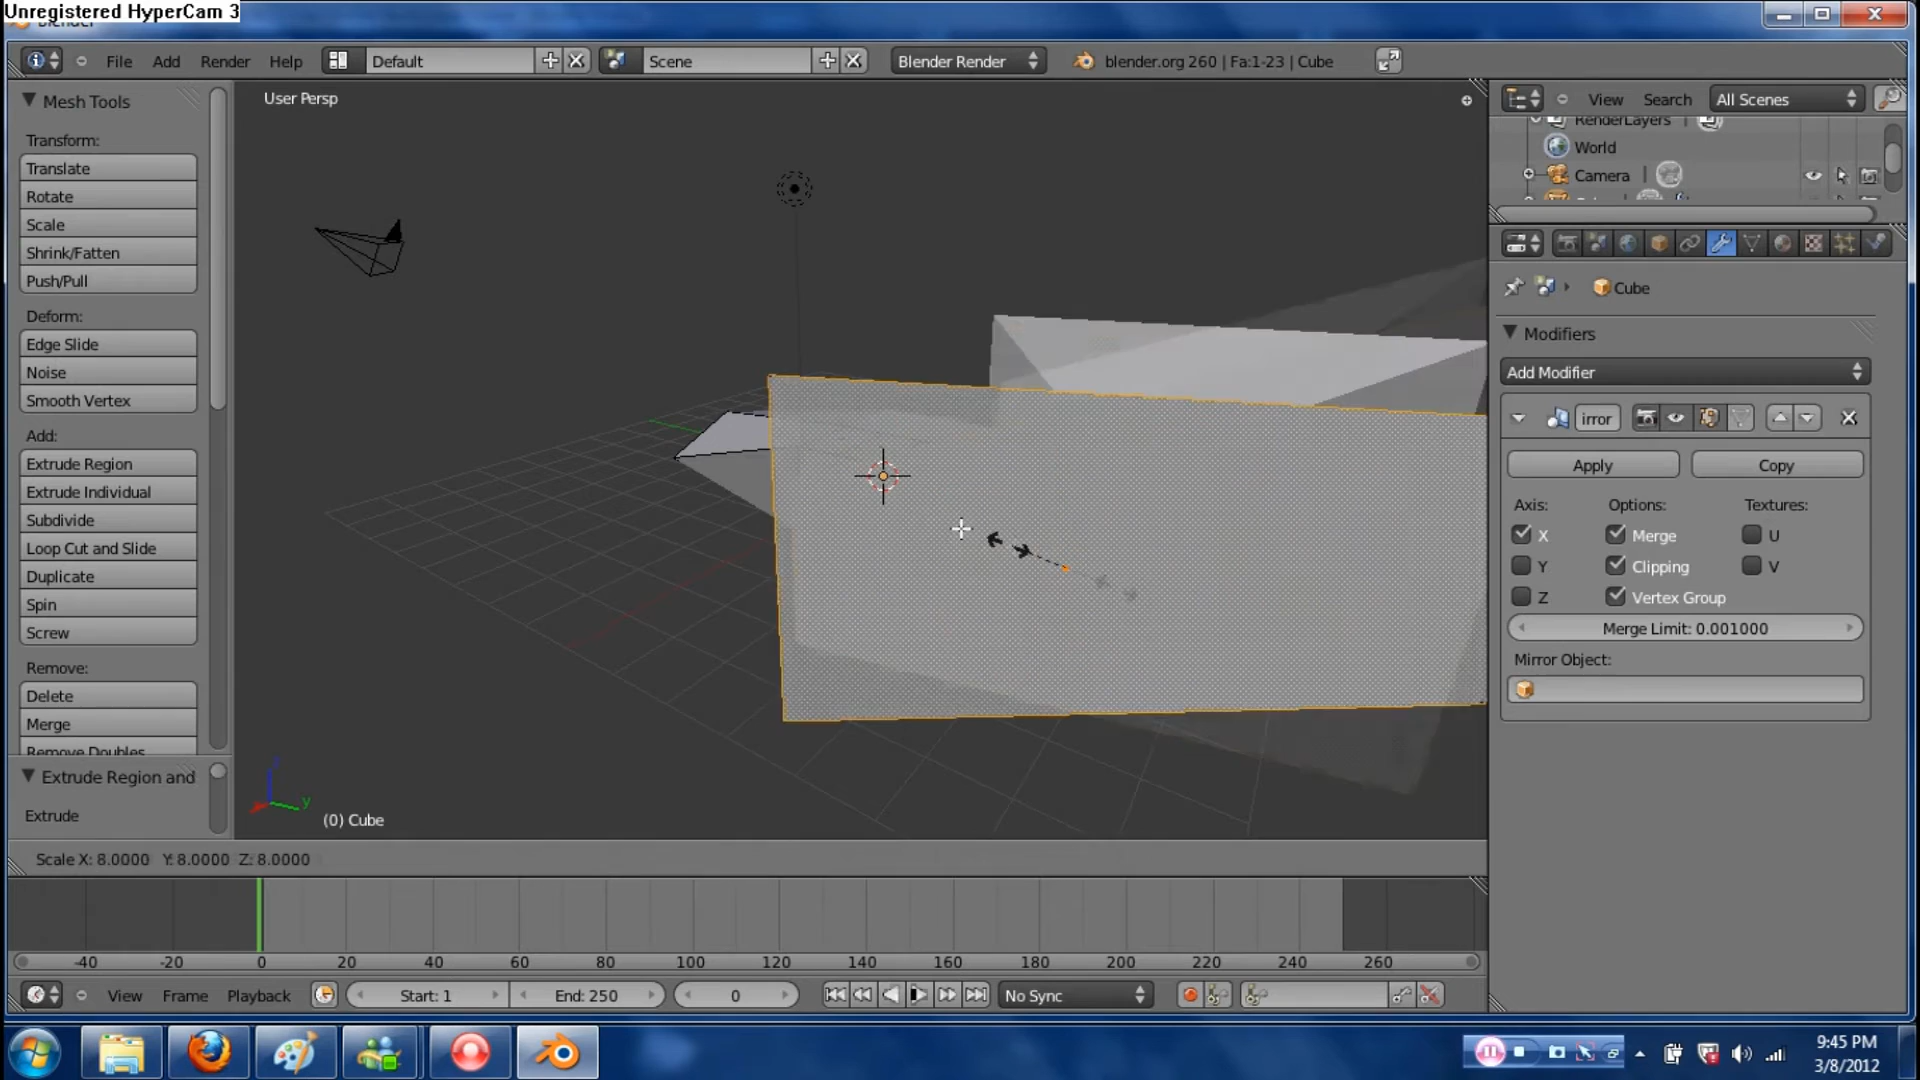 Unregistered HyperCam 3
Blender
File Add Render Help Default Scene Blender Render blender.org 260 | Fa:1-23 | Cube
Mesh Tools
Transform:
Translate
Rotate
Scale
Shrink/Fatten
Push/Pull
Deform:
Edge Slide
Noise
Smooth Vertex
Add:
Extrude Region
Extrude Individual
Subdivide
Loop Cut and Slide
Duplicate
Spin
Screw
Remove:
Delete
Merge
Remove Doubles
Extrude Region and
Extrude
User Persp
z
y
(0) Cube
Scale X: 8.0000 Y: 8.0000 Z: 8.0000
View Search All Scenes
RenderLayers
World
Camera
Cube
Modifiers
Add Modifier
irror
Apply Copy
Axis: Options: Textures:
X Merge U
Y Clipping V
Z Vertex Group
Merge Limit: 0.001000
Mirror Object:
-40 -20 0 20 40 60 80 100 120 140 160 180 200 220 240 260
View Frame Playback Start: 1 End: 250 0 No Sync
9:45 PM
3/8/2012